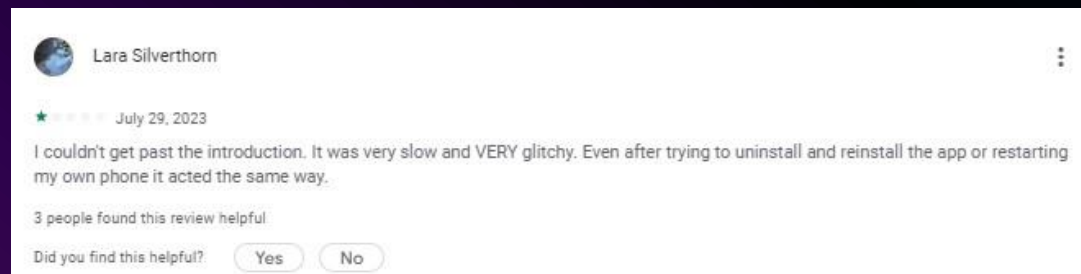 Lara Silverthorn
July 29, 2023
I couldn't get past the introduction. It was very slow and VERY glitchy. Even after trying to uninstall and reinstall the app or restarting
my own phone it acted the same way.
3 people found this review helpful
Did you find this helpful? Yes No